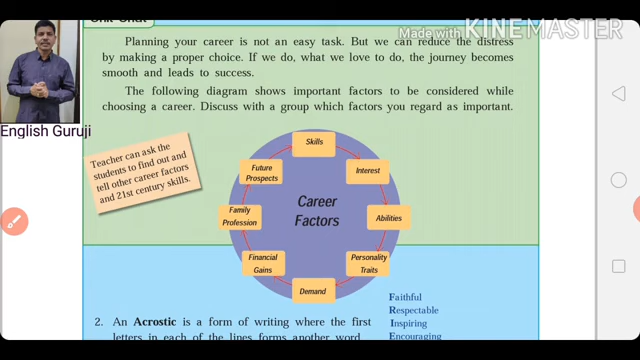 Chit-Chat
Made with KINEMASTER
Planning your career is not an easy task. But we can reduce the distress
by making a proper choice. If we do, what we love to do, the journey becomes
smooth and leads to success.
The following diagram shows important factors to be considered while
choosing a career. Discuss with a group which factors you regard as important.
English Guruji
Teacher can ask the
students to find out and
tell other career factors
and 21st century skills.
Skills
Future
Prospects
Interest
Career
Factors
Family
Profession
Abilities
Financial
Gains
Personality
Traits
Demand
Faithful
Respectable
Inspiring
Encouraging
2. An Acrostic is a form of writing where the first
letters in each of the lines forms another word